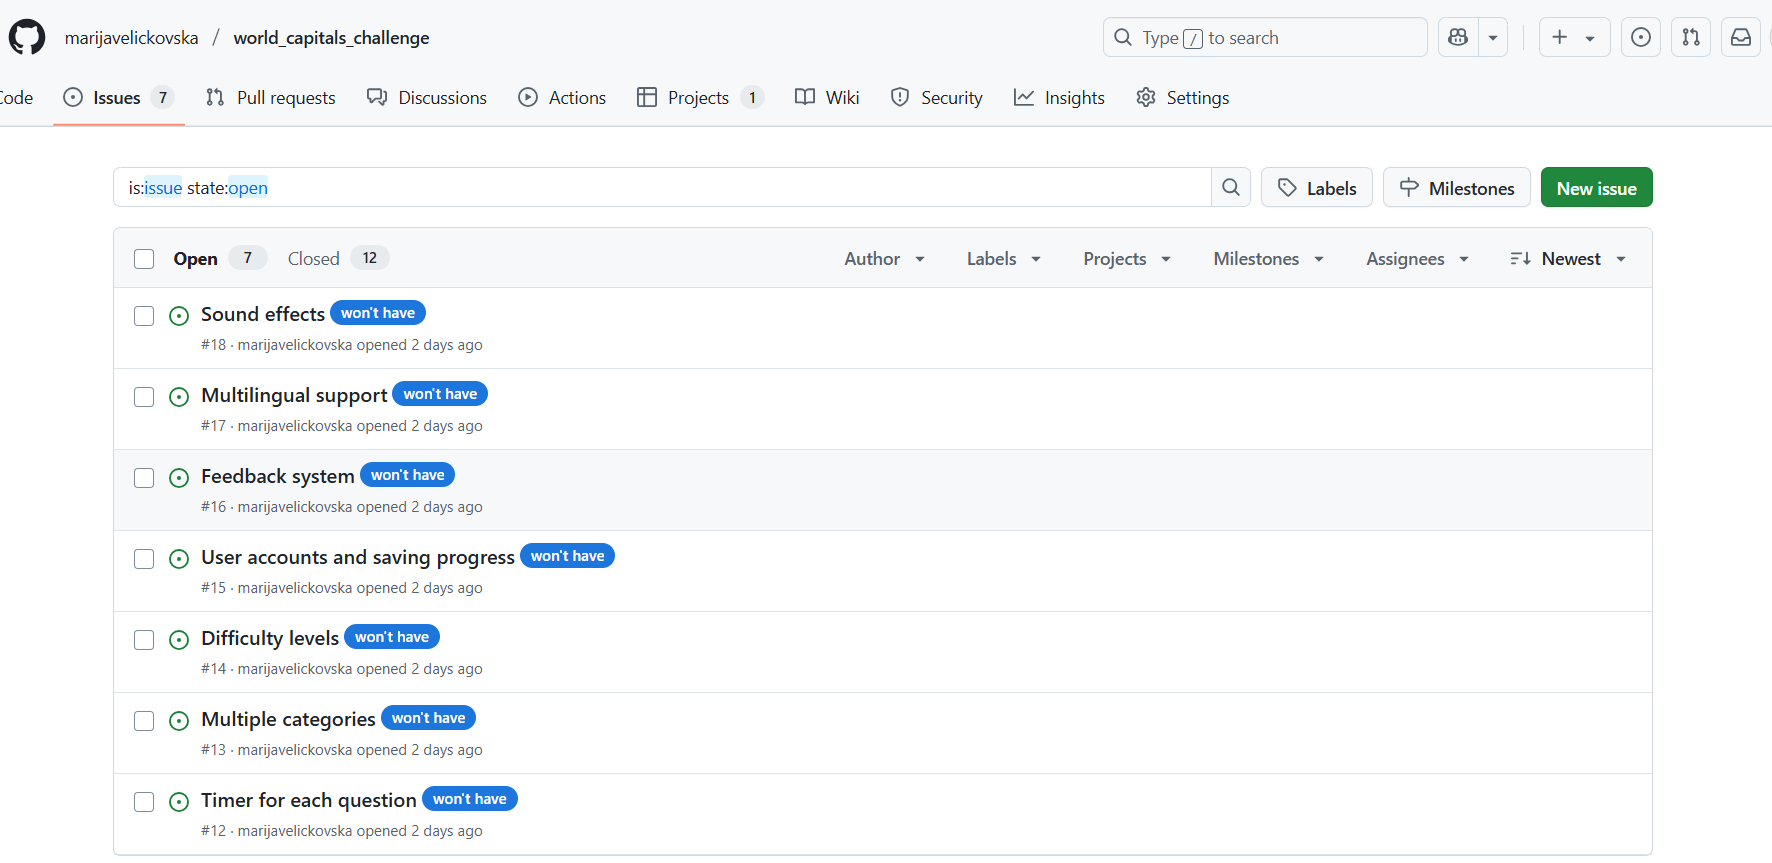 marijavelickovska / world_capitals_challenge
Type / to search
Code Issues 7 Pull requests Discussions Actions Projects 1 Wiki Security Insights Settings
is:issue state:open
Labels Milestones New issue
Open 7 Closed 12 Author Labels Projects Milestones Assignees Newest
Sound effects won't have
#18 · marijavelickovska opened 2 days ago
Multilingual support won't have
#17 · marijavelickovska opened 2 days ago
Feedback system won't have
#16 · marijavelickovska opened 2 days ago
User accounts and saving progress won't have
#15 · marijavelickovska opened 2 days ago
Difficulty levels won't have
#14 · marijavelickovska opened 2 days ago
Multiple categories won't have
#13 · marijavelickovska opened 2 days ago
Timer for each question won't have
#12 · marijavelickovska opened 2 days ago